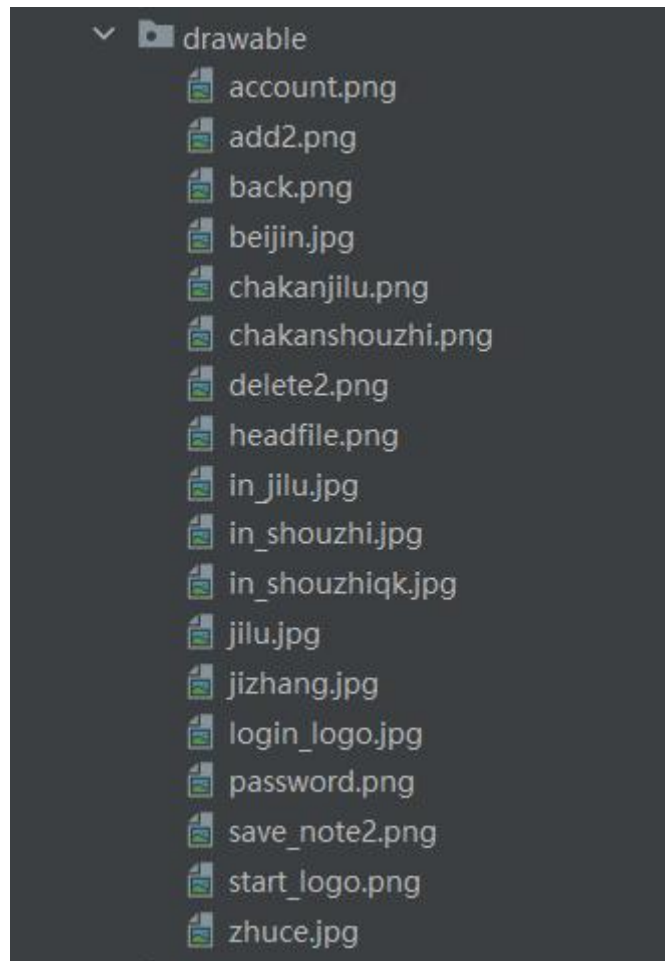 drawable
account.png
add2.png
back.png
beijin.jpg
chakanjilu.png
chakanshouzhi.png
delete2.png
headfile.png
in_jilu.jpg
in_shouzhi.jpg
in_shouzhiqk.jpg
jilu.jpg
jizhang.jpg
login_logo.jpg
password.png
save_note2.png
start_logo.png
zhuce.jpg